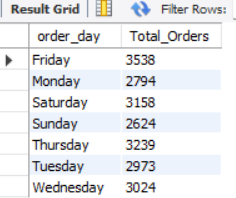 Result Grid Filter Rows:
order_day Total_Orders
Friday 3538
Monday 2794
Saturday 3158
Sunday 2624
Thursday 3239
Tuesday 2973
Wednesday 3024